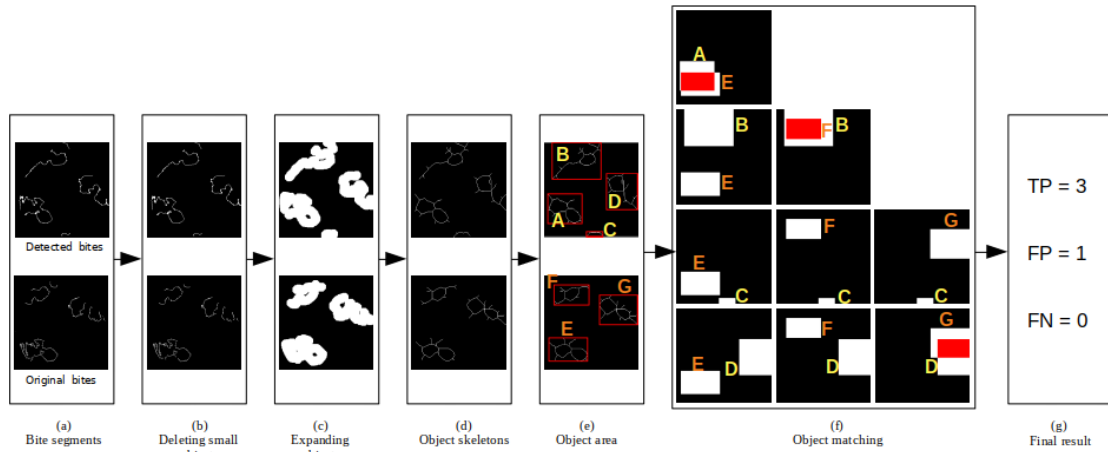 Detected bites
Original bites
B
D
A
C
F
G
E
A
E
B
E
F
B
E
C
F
C
G
C
E
D
F
D
G
D
TP = 3
FP = 1
FN = 0
(a)
Bite segments
(b)
Deleting small
(c)
Expanding
(d)
Object skeletons
(e)
Object area
(f)
Object matching
(g)
Final result